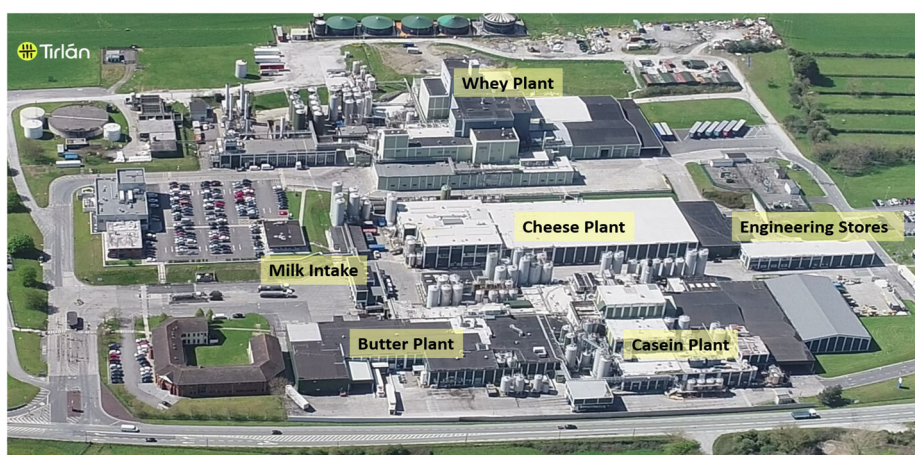 Tirlán
Whey Plant
Cheese Plant
Engineering Stores
Milk Intake
Butter Plant
Casein Plant